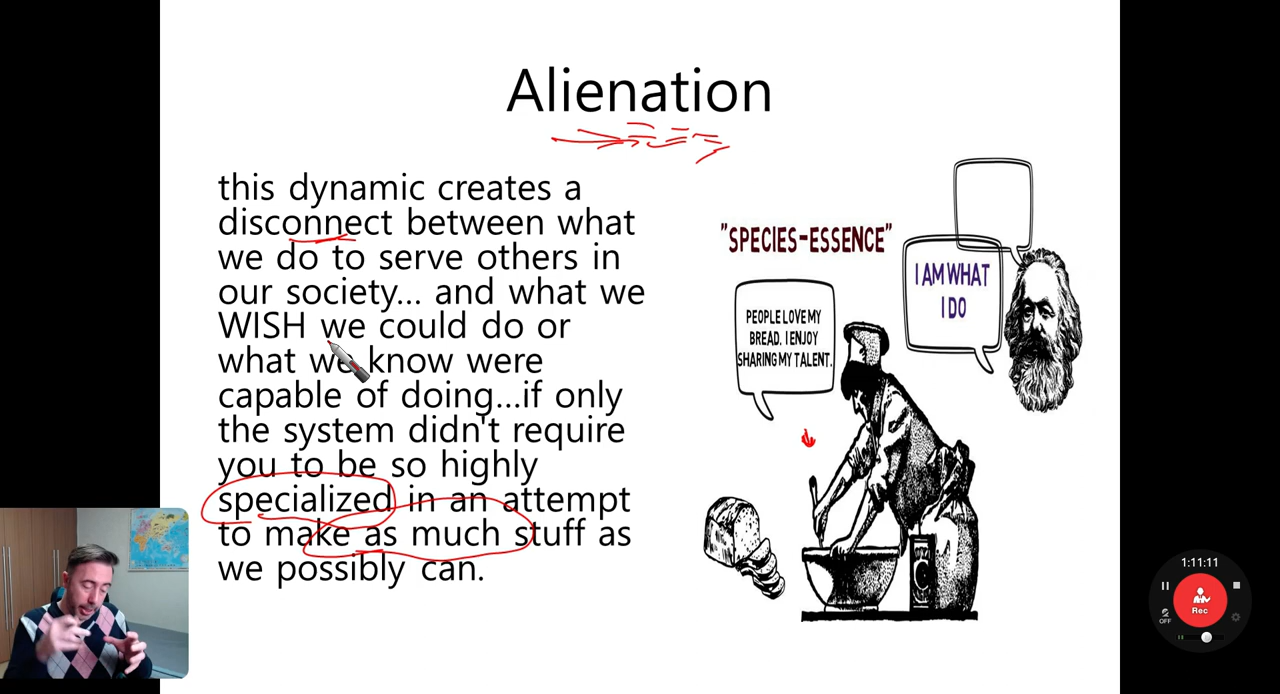 Alienation
this dynamic creates a
disconnect between what
we do to serve others in
our society... and what we
WISH we could do or
what we know were
capable of doing...if only
the system didn't require
you to be so highly
specialized in an attempt
to make as much stuff as
we possibly can.
"SPECIES-ESSENCE"
PEOPLE LOVE MY
BREAD. I ENJOY
SHARING MY TALENT.
I AM WHAT
I DO
1:11:11
Rec
OFF